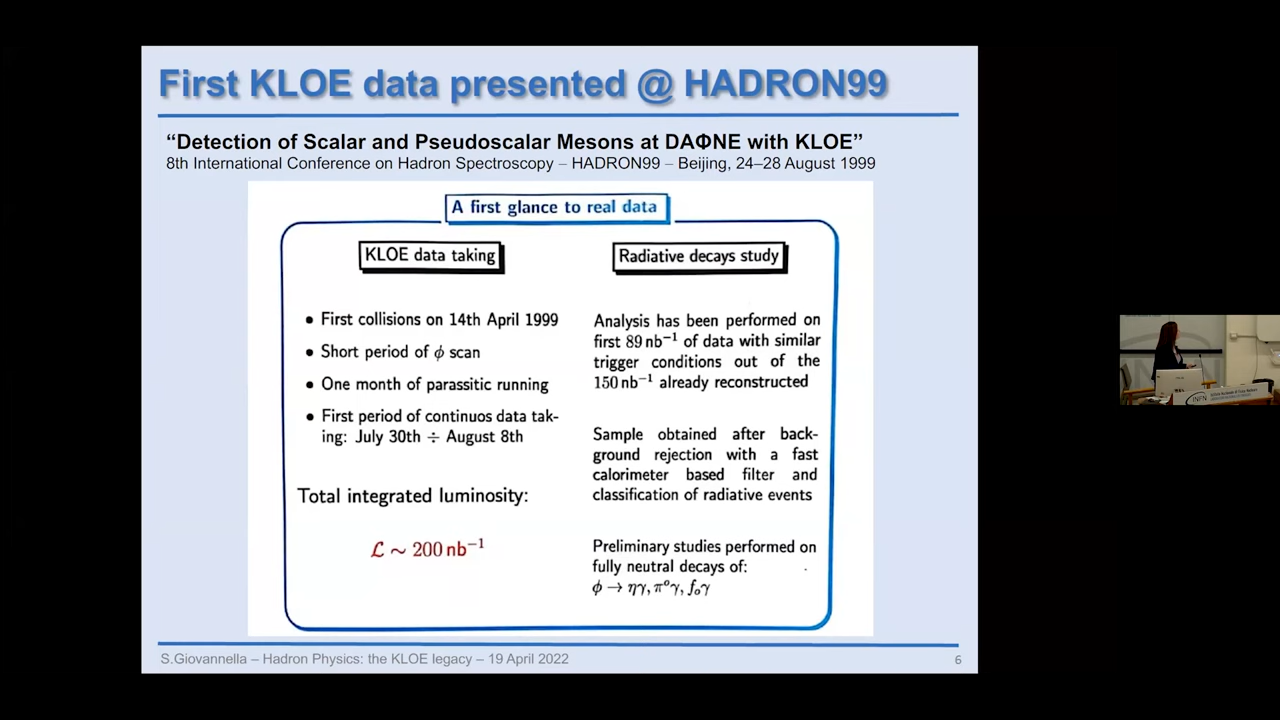 First KLOE data presented @ HADRON99
“Detection of Scalar and Pseudoscalar Mesons at DAΦNE with KLOE”
8th International Conference on Hadron Spectroscopy – HADRON99 – Beijing, 24–28 August 1999
A first glance to real data
KLOE data taking
• First collisions on 14th April 1999
• Short period of ϕ scan
• One month of parassitic running
• First period of continuos data tak-
ing: July 30th ÷ August 8th
Total integrated luminosity:
ℒ ∼ 200 nb⁻¹
Radiative decays study
Analysis has been performed on
first 89 nb⁻¹ of data with similar
trigger conditions out of the
150 nb⁻¹ already reconstructed
Sample obtained after back-
ground rejection with a fast
calorimeter based filter and
classification of radiative events
Preliminary studies performed on
fully neutral decays of:
ϕ → ηγ, π⁰γ, f₀γ
S.Giovannella – Hadron Physics: the KLOE legacy – 19 April 2022
6
INFN